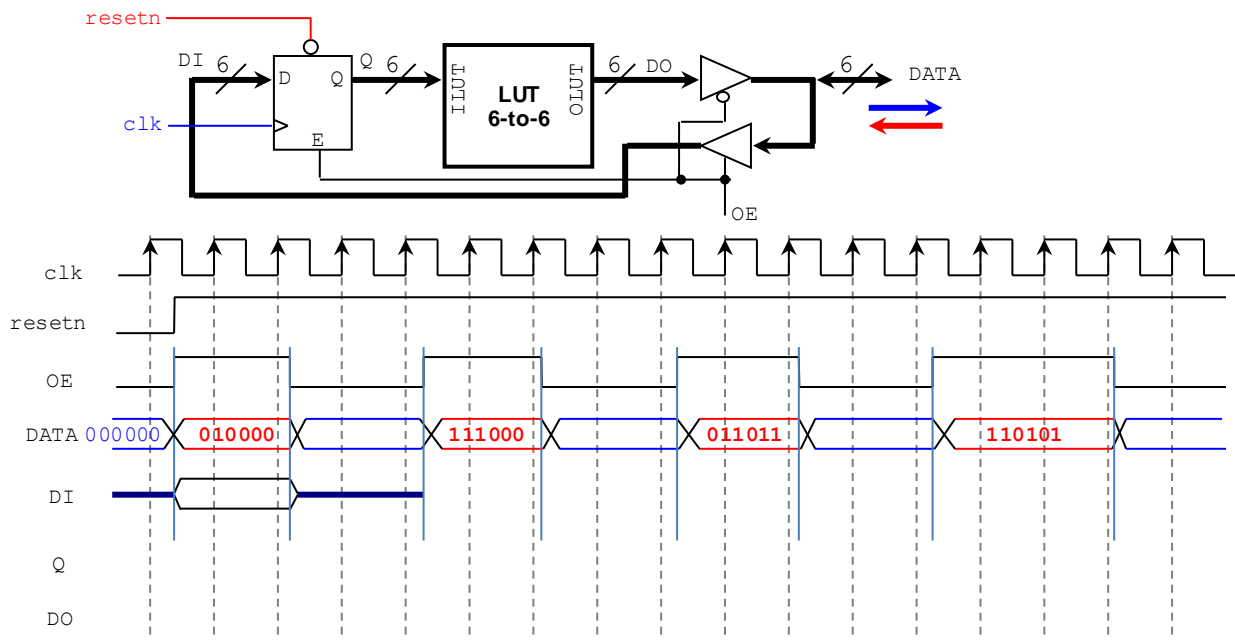 resetn
DI 6 Q 6 6 DO 6 DATA
D Q ILUT LUT OLUT
6-to-6
clk
E
OE
clk
resetn
OE
DATA 000000 010000 111000 011011 110101
DI
Q
DO